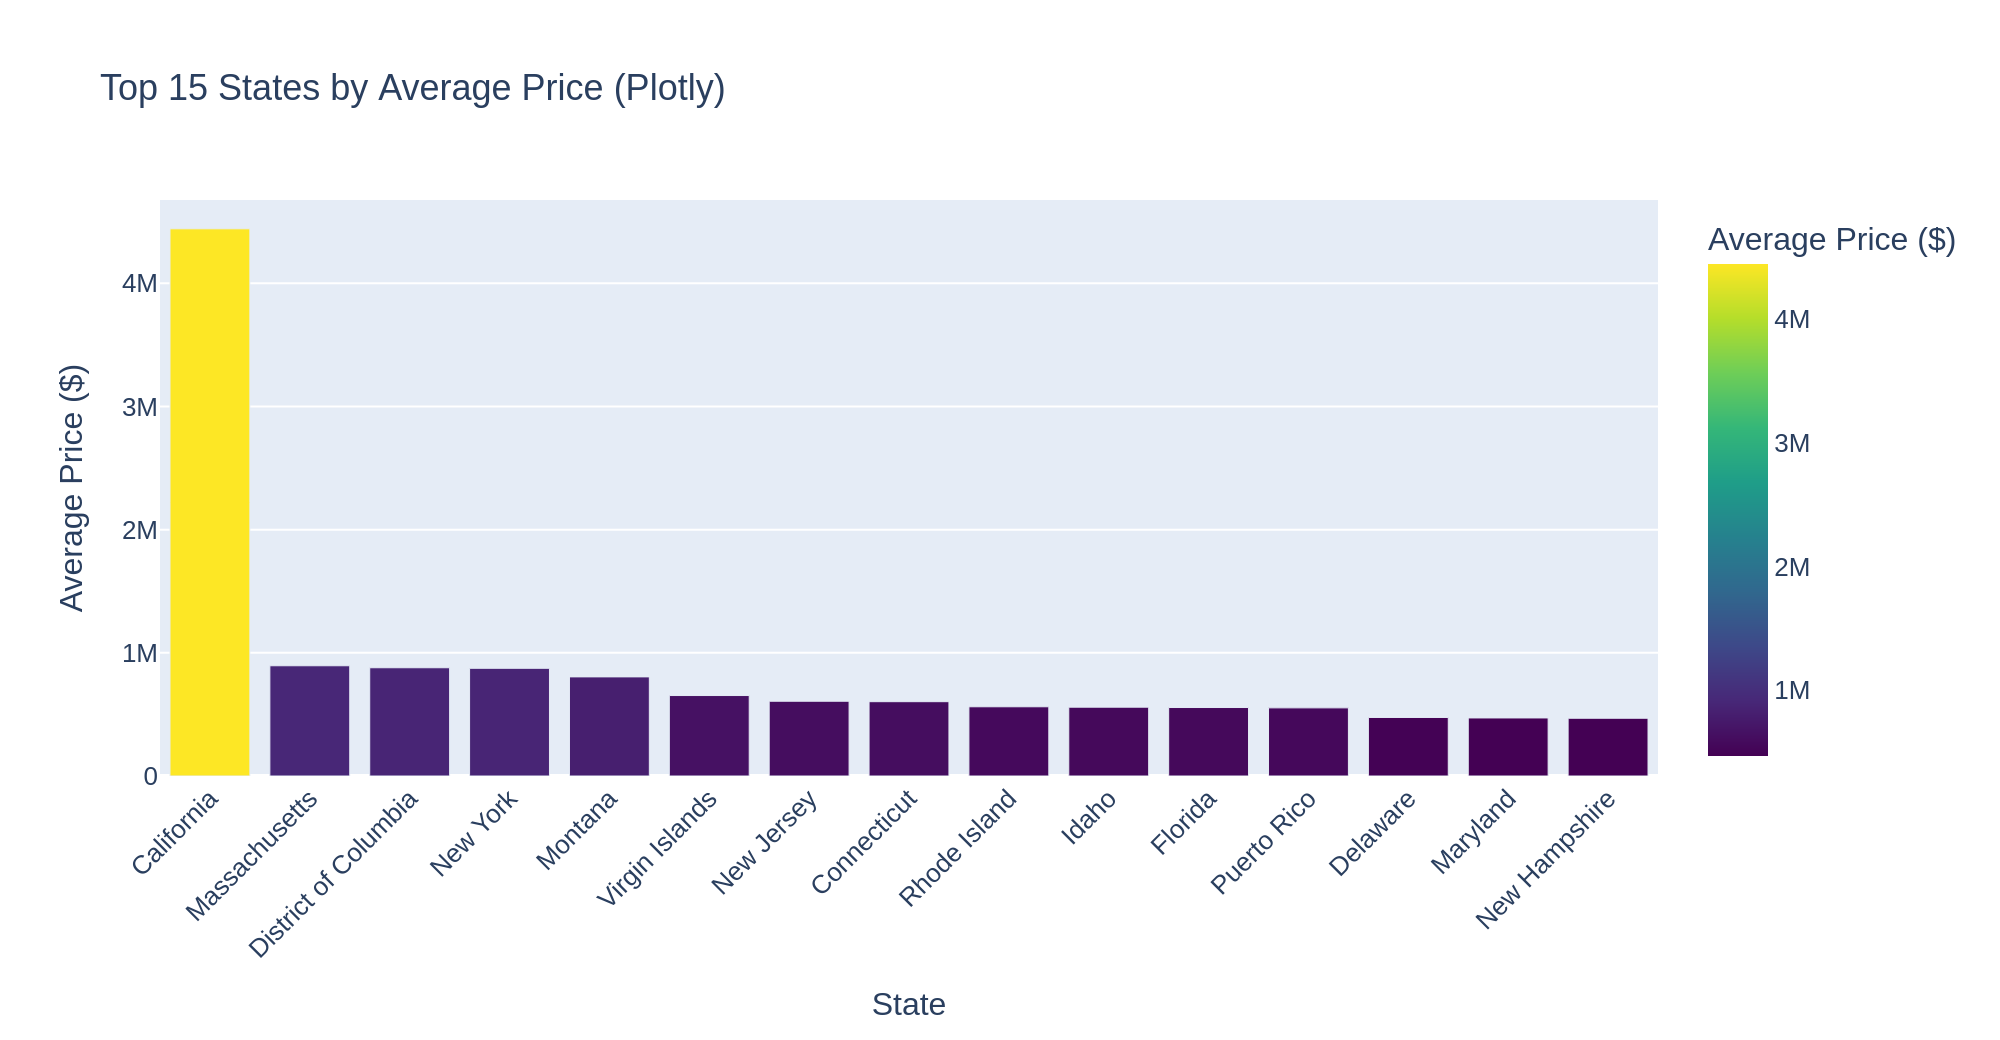 Top 15 States by Average Price (Plotly)
Average Price ($)
4M
3M
2M
1M
0
California
Massachusetts
District of Columbia
New York
Montana
Virgin Islands
New Jersey
Connecticut
Rhode Island
Idaho
Florida
Puerto Rico
Delaware
Maryland
New Hampshire
State
Average Price ($)
4M
3M
2M
1M